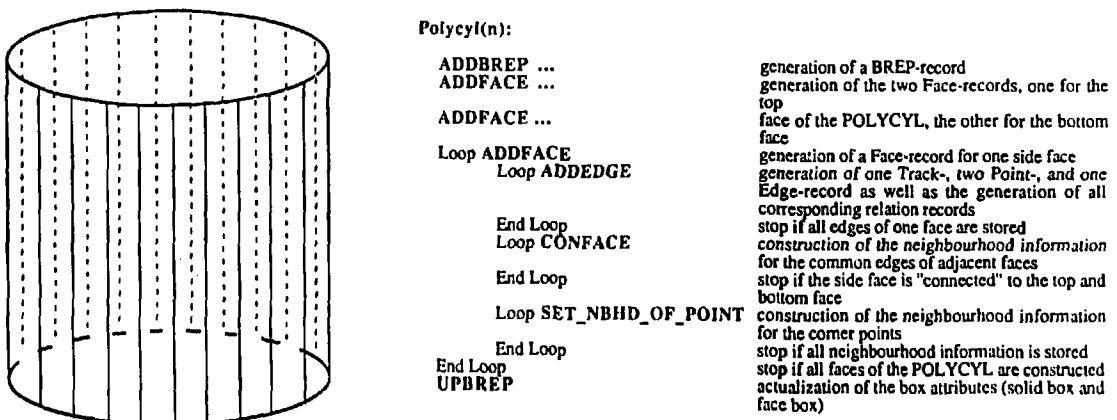 Polycyl(n):
ADDBREP ... generation of a BREP-record
ADDFACE ... generation of the two Face-records, one for the
top
ADDFACE ... face of the POLYCYL, the other for the bottom
face
Loop ADDFACE generation of a Face-record for one side face
Loop ADDEDGE generation of one Track-, two Point-, and one
Edge-record as well as the generation of all
corresponding relation records
End Loop stop if all edges of one face are stored
Loop CONFACE construction of the neighbourhood information
for the common edges of adjacent faces
End Loop stop if the side face is "connected" to the top and
bottom face
Loop SET_NBHD_OF_POINT construction of the neighbourhood information
for the corner points
End Loop stop if all neighbourhood information is stored
End Loop stop if all faces of the POLYCYL are constructed
UPBREP actualization of the box attributes (solid box and
face box)